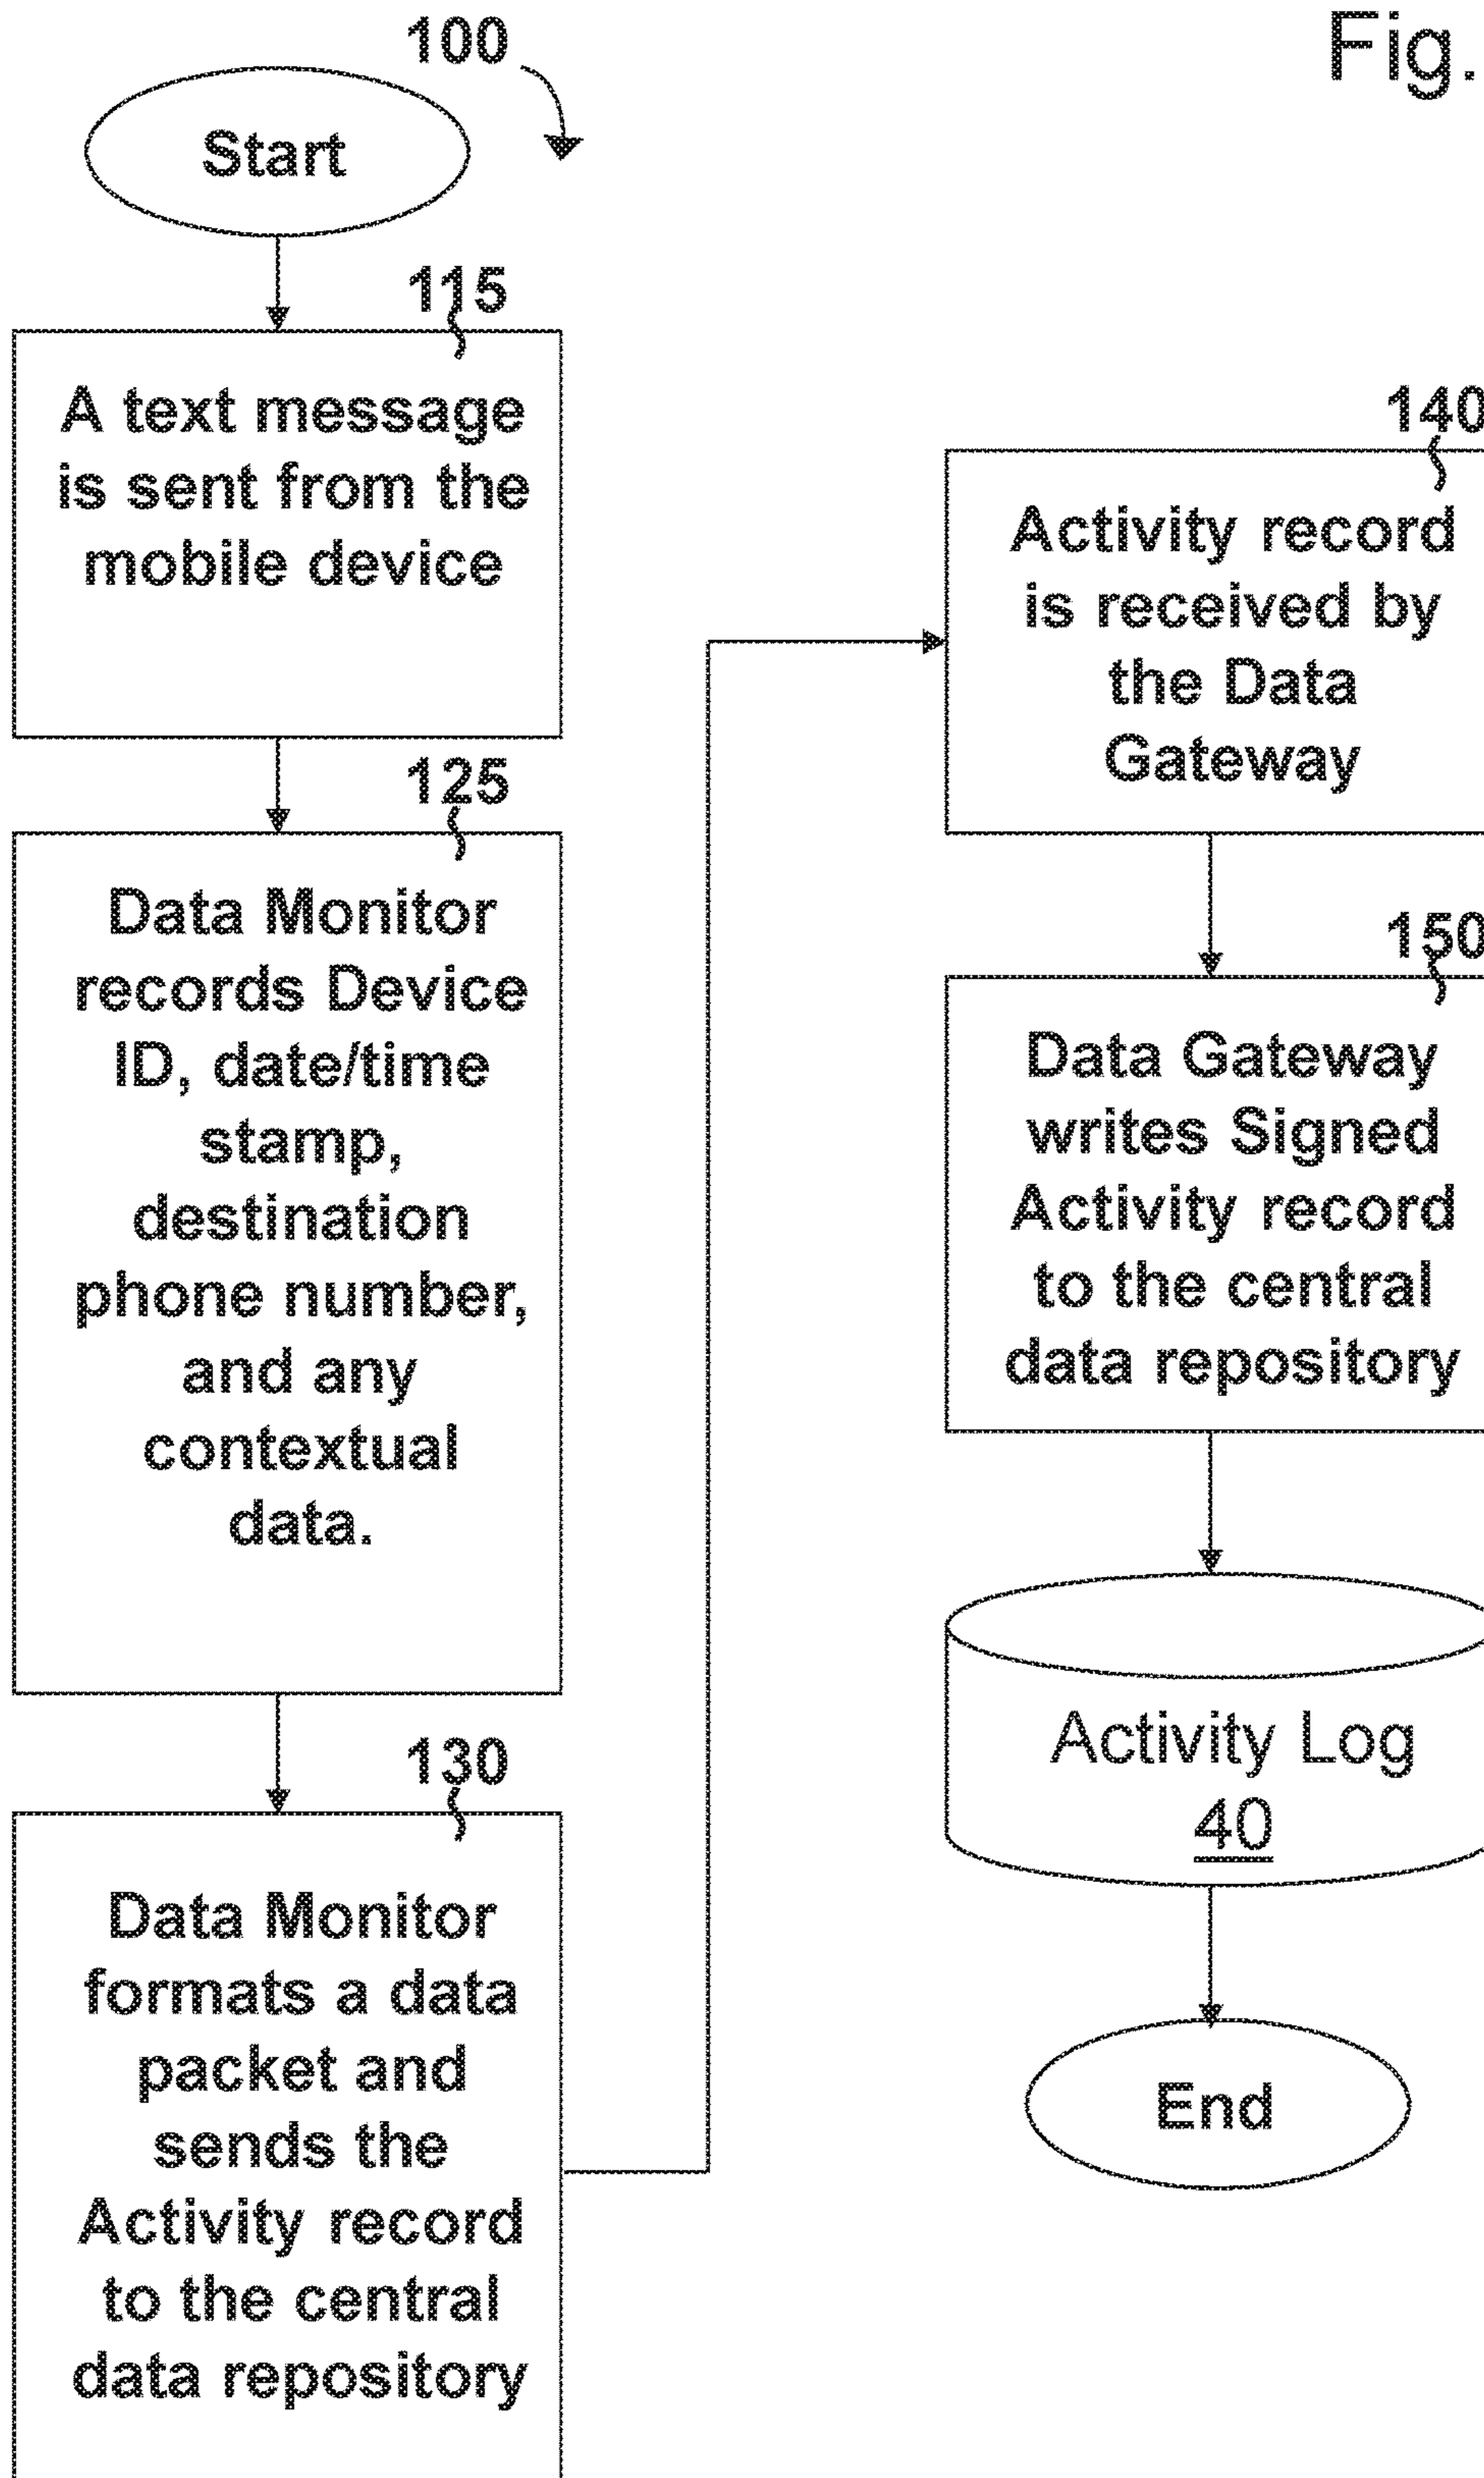 Fig.
100
Start
115
A text message
is sent from the
mobile device
125
Data Monitor
records Device
ID, date/time
stamp,
destination
phone number,
and any
contextual
data.
130
Data Monitor
formats a data
packet and
sends the
Activity record
to the central
data repository
140
Activity record
is received by
the Data
Gateway
150
Data Gateway
writes Signed
Activity record
to the central
data repository
Activity Log
40
End